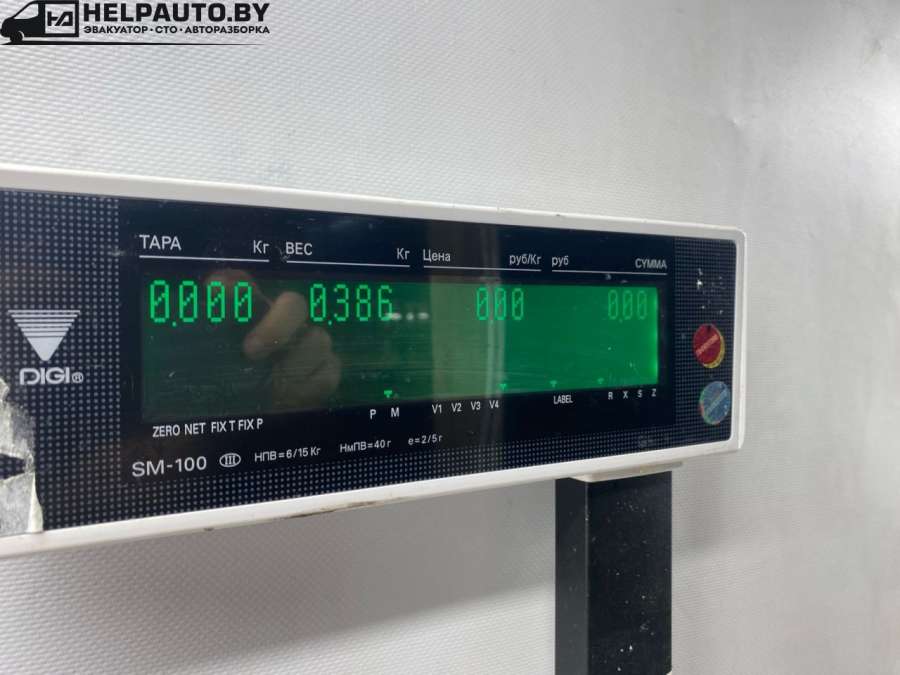 HELPAUTO.BY
ЭВАКУАТОР•СТО•АВТОРАЗБОРКА
ТАРА Кг ВЕС Кг Цена руб/Кг руб СУММА
0.000 0.386 0.00 0.00
DIGI®
P M V1 V2 V3 V4 LABEL R X S Z
ZERO NET FIX T FIX P
SM-100 III НПВ=6/15 Кг НмПВ=40 г e=2/5 г